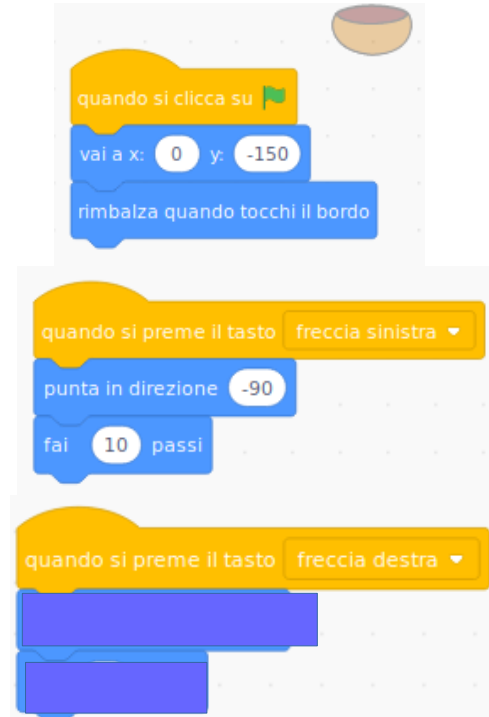 quando si clicca su
vai a x: 0 y: -150
rimbalza quando tocchi il bordo
quando si preme il tasto freccia sinistra
punta in direzione -90
fai 10 passi
quando si preme il tasto freccia destra